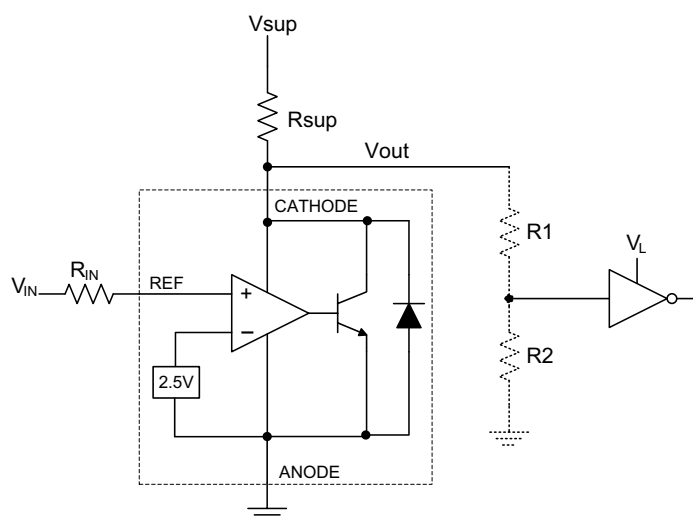 Vsup
Rsup
Vout
CATHODE
R1
RIN
VL
VIN
REF
+
–
R2
2.5V
ANODE